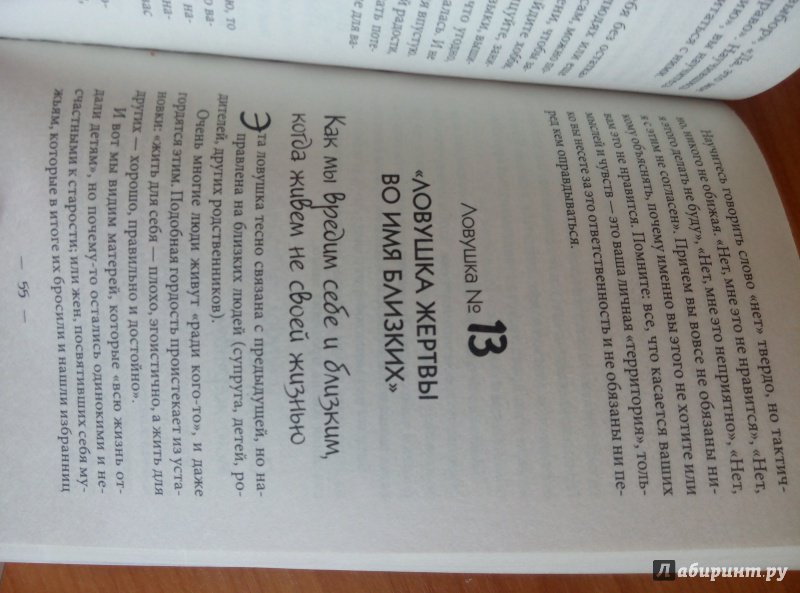 Научитесь говорить слово «нет» твердо, но тактич-
но, никого не обижая. «Нет, мне это не нравится», «Нет,
я этого делать не буду», «Нет, мне это неприятно», «Нет,
я с этим не согласен». Причем вы вовсе не обязаны ни-
кому объяснять, почему именно вы этого не хотите или
вам это не нравится. Помните: все, что касается ваших
мыслей и чувств — это ваша личная «территория», толь-
ко вы несете за это ответственность и не обязаны ни пе-
ред кем оправдываться.
Ловушка № 13
«ЛОВУШКА ЖЕРТВЫ
ВО ИМЯ БЛИЗКИХ»
Как мы вредим себе и близким,
когда живем не своей жизнью
Эта ловушка тесно связана с предыдущей, но на-
правлена на близких людей (супруга, детей, ро-
дителей, других родственников).
Очень многие люди живут «ради кого-то», и даже
гордятся этим. Подобная гордость проистекает из уста-
новки: «жить для себя — плохо, эгоистично, а жить для
других — хорошо, правильно и достойно».
И вот мы видим матерей, которые «всю жизнь от-
дали детям», но почему-то остались одинокими и не-
счастными к старости; или жен, посвятивших себя му-
жьям, которые в итоге их бросили и нашли избранниц
— 55 —
Лабиринт.ру